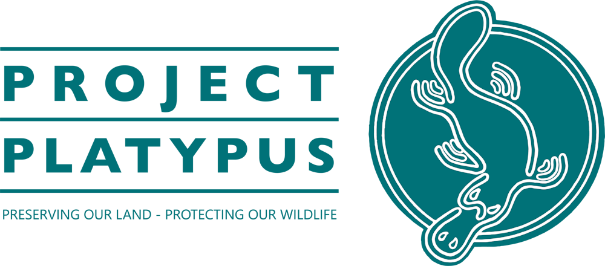 PROJECT
PLATYPUS
PRESERVING OUR LAND - PROTECTING OUR WILDLIFE